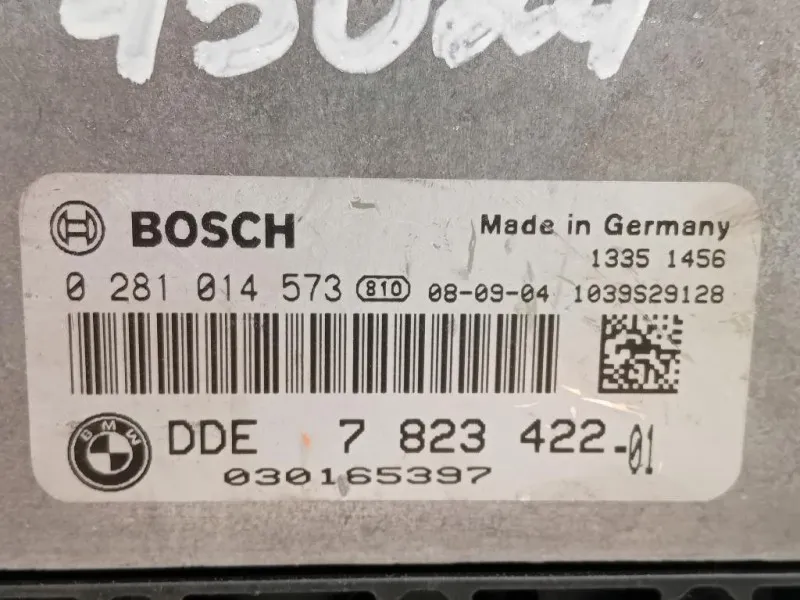 BOSCH
Made in Germany
1335 1456
0 281 014 573 810 08-09-04 1039S29128
BMW
DDE 7 823 422-01
030165397